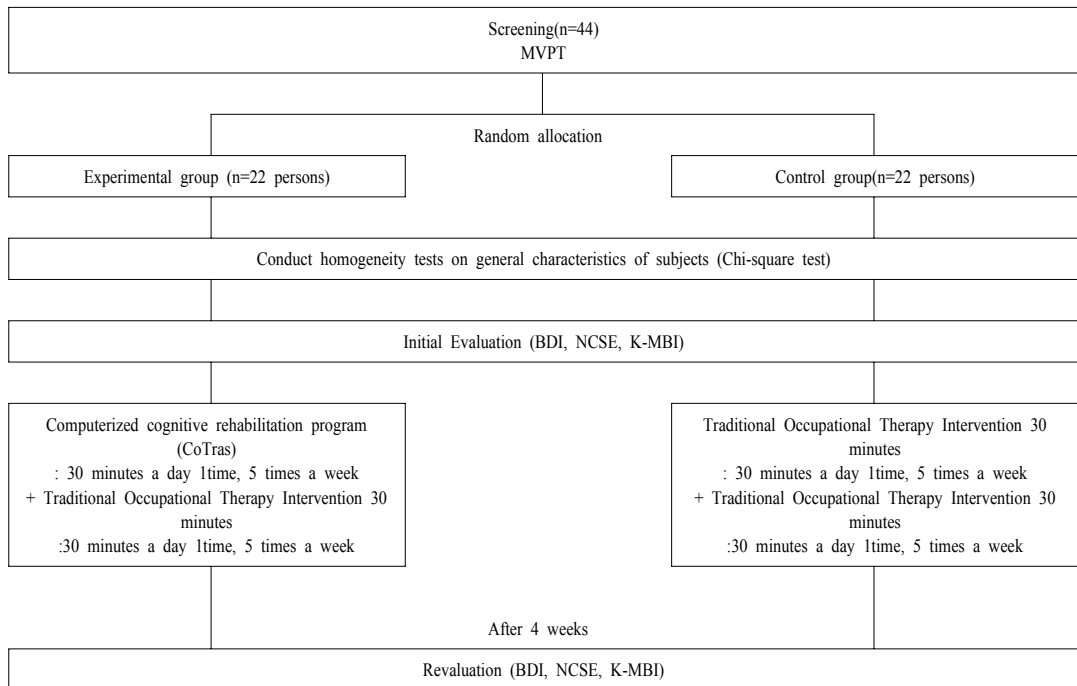 Screening(n=44)
MVPT
Random allocation
Experimental group (n=22 persons)
Control group(n=22 persons)
Conduct homogeneity tests on general characteristics of subjects (Chi-square test)
Initial Evaluation (BDI, NCSE, K-MBI)
Computerized cognitive rehabilitation program
(CoTras)
: 30 minutes a day 1time, 5 times a week
+ Traditional Occupational Therapy Intervention 30
minutes
:30 minutes a day 1time, 5 times a week
Traditional Occupational Therapy Intervention 30
minutes
: 30 minutes a day 1time, 5 times a week
+ Traditional Occupational Therapy Intervention 30
minutes
:30 minutes a day 1time, 5 times a week
After 4 weeks
Revaluation (BDI, NCSE, K-MBI)